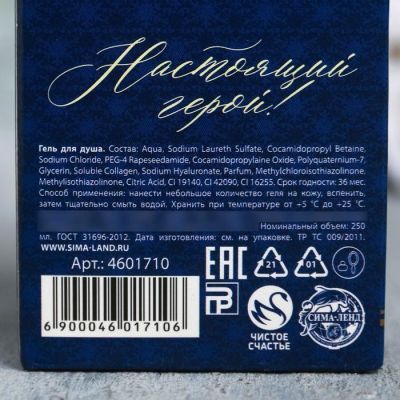 Настоящий
герой!
Гель для душа. Состав: Aqua, Sodium Laureth Sulfate, Cocamidopropyl Betaine,
Sodium Chloride, PEG-4 Rapeseedamide, Cocamidopropylaine Oxide, Polyquaternium-7,
Glycerin, Soluble Collagen, Sodium Hyaluronate, Parfum, Methylchloroisothiazolinone,
Methylisothiazolinone, Citric Acid, CI 19140, CI 42090, CI 16255. Срок годности: 36 мес.
Способ применения: нанести небольшое количество геля на кожу, вспенить,
затем тщательно смыть водой. Хранить при температуре от +5 °C до +25 °C.
Номинальный объем: 250
мл. ГОСТ 31696-2012. Дата изготовления: см. на упаковке. ТР ТС 009/2011.
WWW.SIMA-LAND.RU
Арт.: 4601710
EAC
21
01
6 900046 017106
РВ
ЧИСТОЕ
СЧАСТЬЕ
СИМА-ЛЕНД